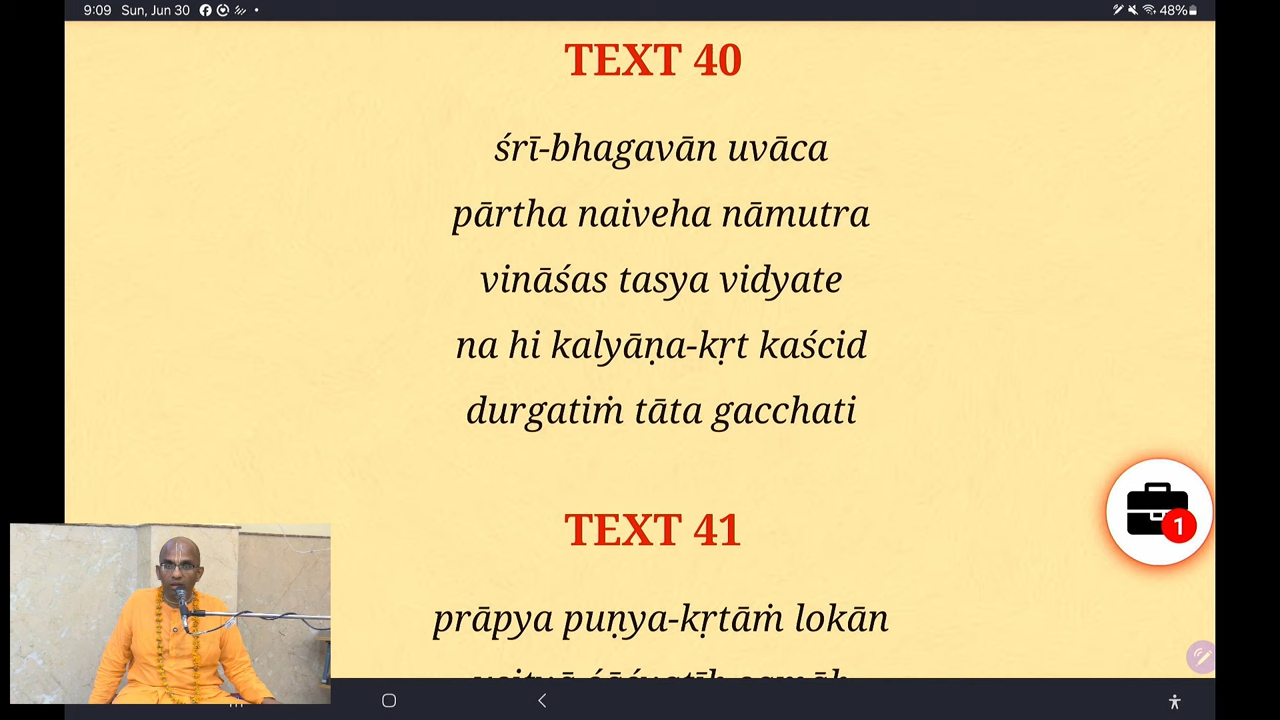 9:09 Sun, Jun 30
48%
TEXT 40
śrī-bhagavān uvāca
pārtha naiveha nāmutra
vināśas tasya vidyate
na hi kalyāṇa-kṛt kaścid
durgatiṁ tāta gacchati
1
TEXT 41
prāpya puṇya-kṛtāṁ lokān